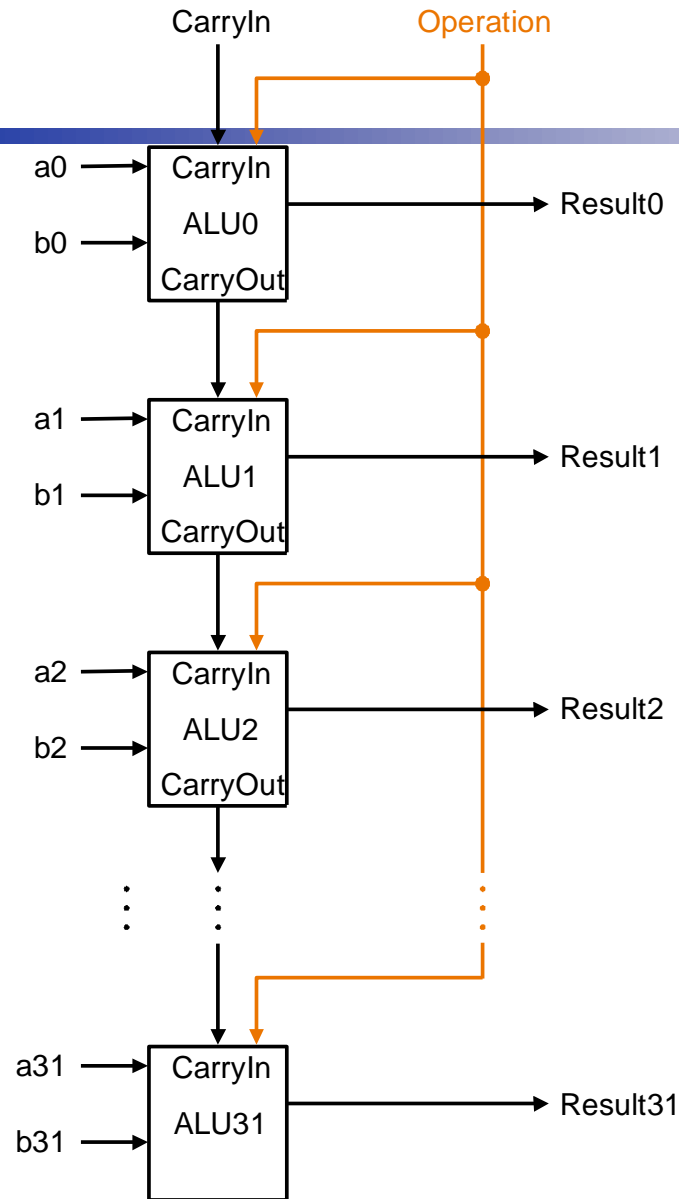 CarryIn Operation
a0 CarryIn
ALU0 Result0
b0
CarryOut
a1 CarryIn
ALU1 Result1
b1
CarryOut
a2 CarryIn
ALU2 Result2
b2
CarryOut
a31 CarryIn
ALU31 Result31
b31